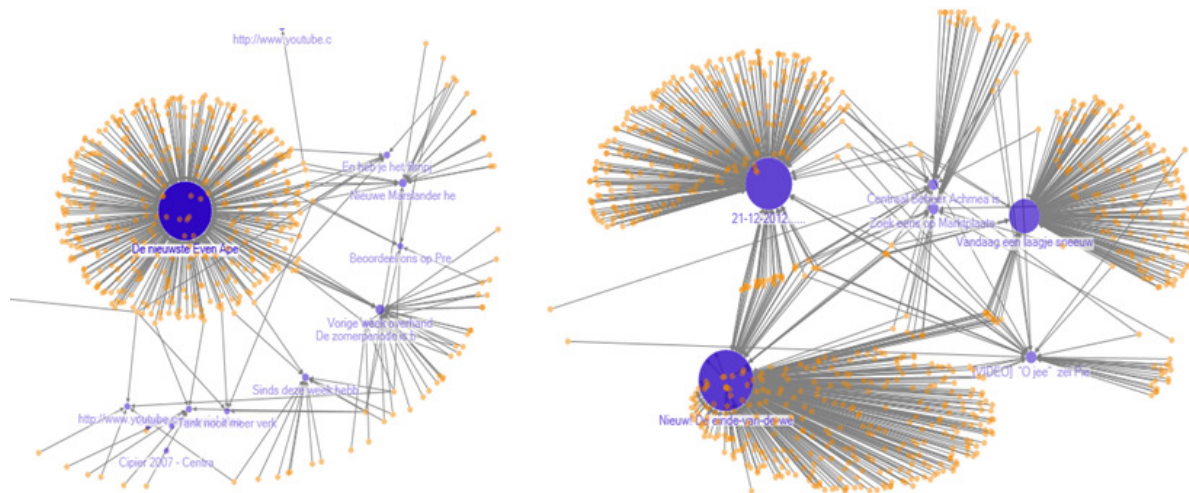 http://www.youtube.c
En heb je het
Nieuwe Marslander he
De nieuwste Even Ape
Beoordeel ons op Pre
Vorige week overhand
De zomerperiode is b
Sinds deze week hebb
http://www.youtube.c
Tank nooit meer verk
Cipier 2007 - Centra
Centraal Beheer Achmea is
21-12-2012......
Zoek eens op Marktplaats
Vandaag een laagje sneeuw
[VIDEO] "O jee" zei Pie
Nieuw! De einde-van-de-we